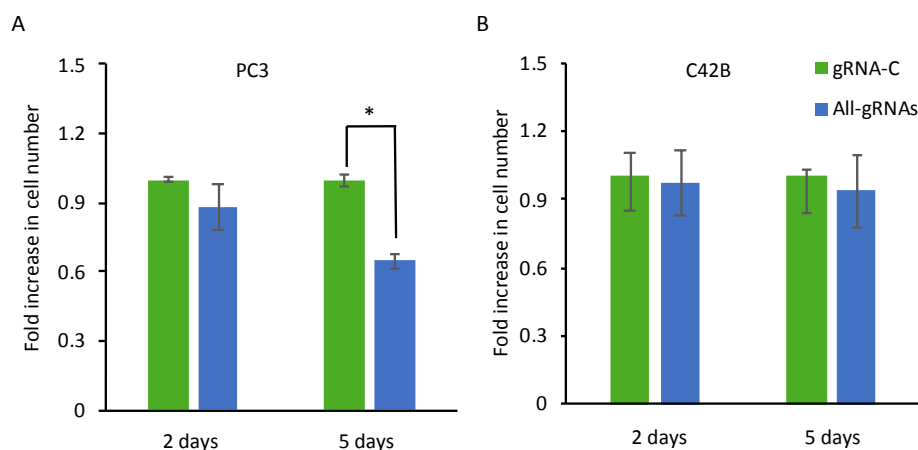 A
PC3
Fold increase in cell number
1.5
1.2
0.9
0.6
0.3
0
*
2 days
5 days
B
C42B
gRNA-C
All-gRNAs
Fold increase in cell number
1.5
1.2
0.9
0.6
0.3
0
2 days
5 days